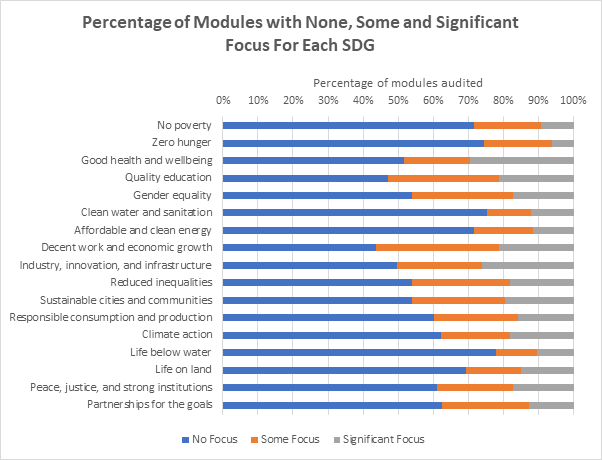 Percentage of Modules with None, Some and Significant
Focus For Each SDG
Percentage of modules audited
0% 10% 20% 30% 40% 50% 60% 70% 80% 90% 100%
No poverty
Zero hunger
Good health and wellbeing
Quality education
Gender equality
Clean water and sanitation
Affordable and clean energy
Decent work and economic growth
Industry, innovation, and infrastructure
Reduced inequalities
Sustainable cities and communities
Responsible consumption and production
Climate action
Life below water
Life on land
Peace, justice, and strong institutions
Partnerships for the goals
No Focus Some Focus Significant Focus